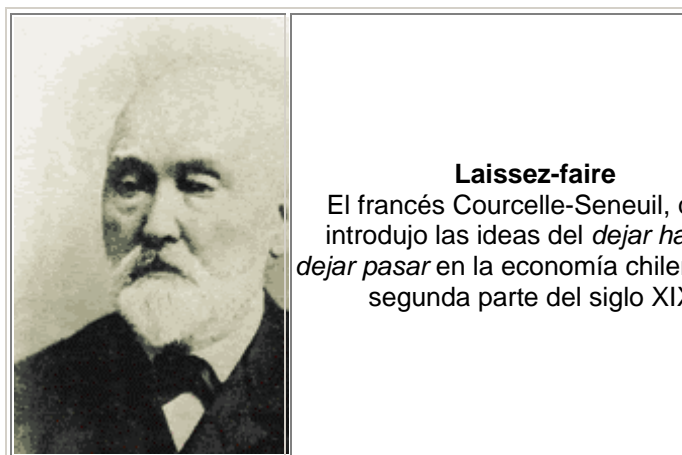 Laissez-faire
El francés Courcelle-Seneuil,
introdujo las ideas del dejar
dejar pasar en la economía
segunda parte del siglo XIX